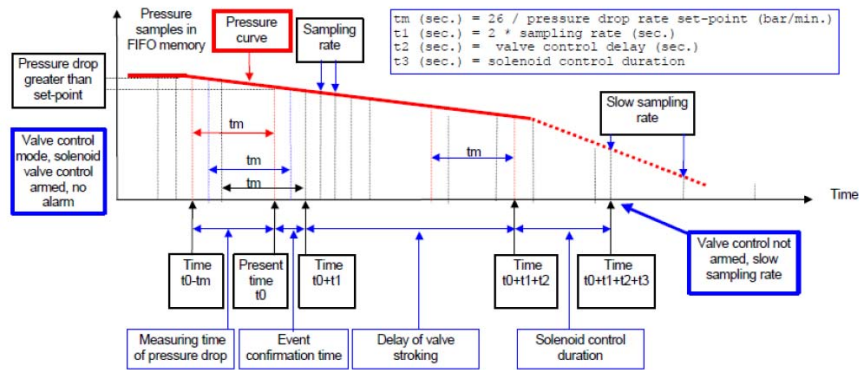 Pressure
samples in
FIFO memory
Pressure
curve
Sampling
rate
tm (sec.) = 26 / pressure drop rate set-point (bar/min.)
t1 (sec.) = 2 * sampling rate (sec.)
t2 (sec.) =  valve control delay (sec.)
t3 (sec.) = solenoid control duration
Pressure drop
greater than
set-point
Slow sampling
rate
Valve control
mode, solenoid
valve control
armed, no
alarm
tm
tm
tm
tm
Time
Time
t0-tm
Present
time
t0
Time
t0+t1
Time
t0+t1+t2
Time
t0+t1+t2+t3
Valve control not
armed, slow
sampling rate
Measuring time
of pressure drop
Event
confirmation time
Delay of valve
stroking
Solenoid control
duration